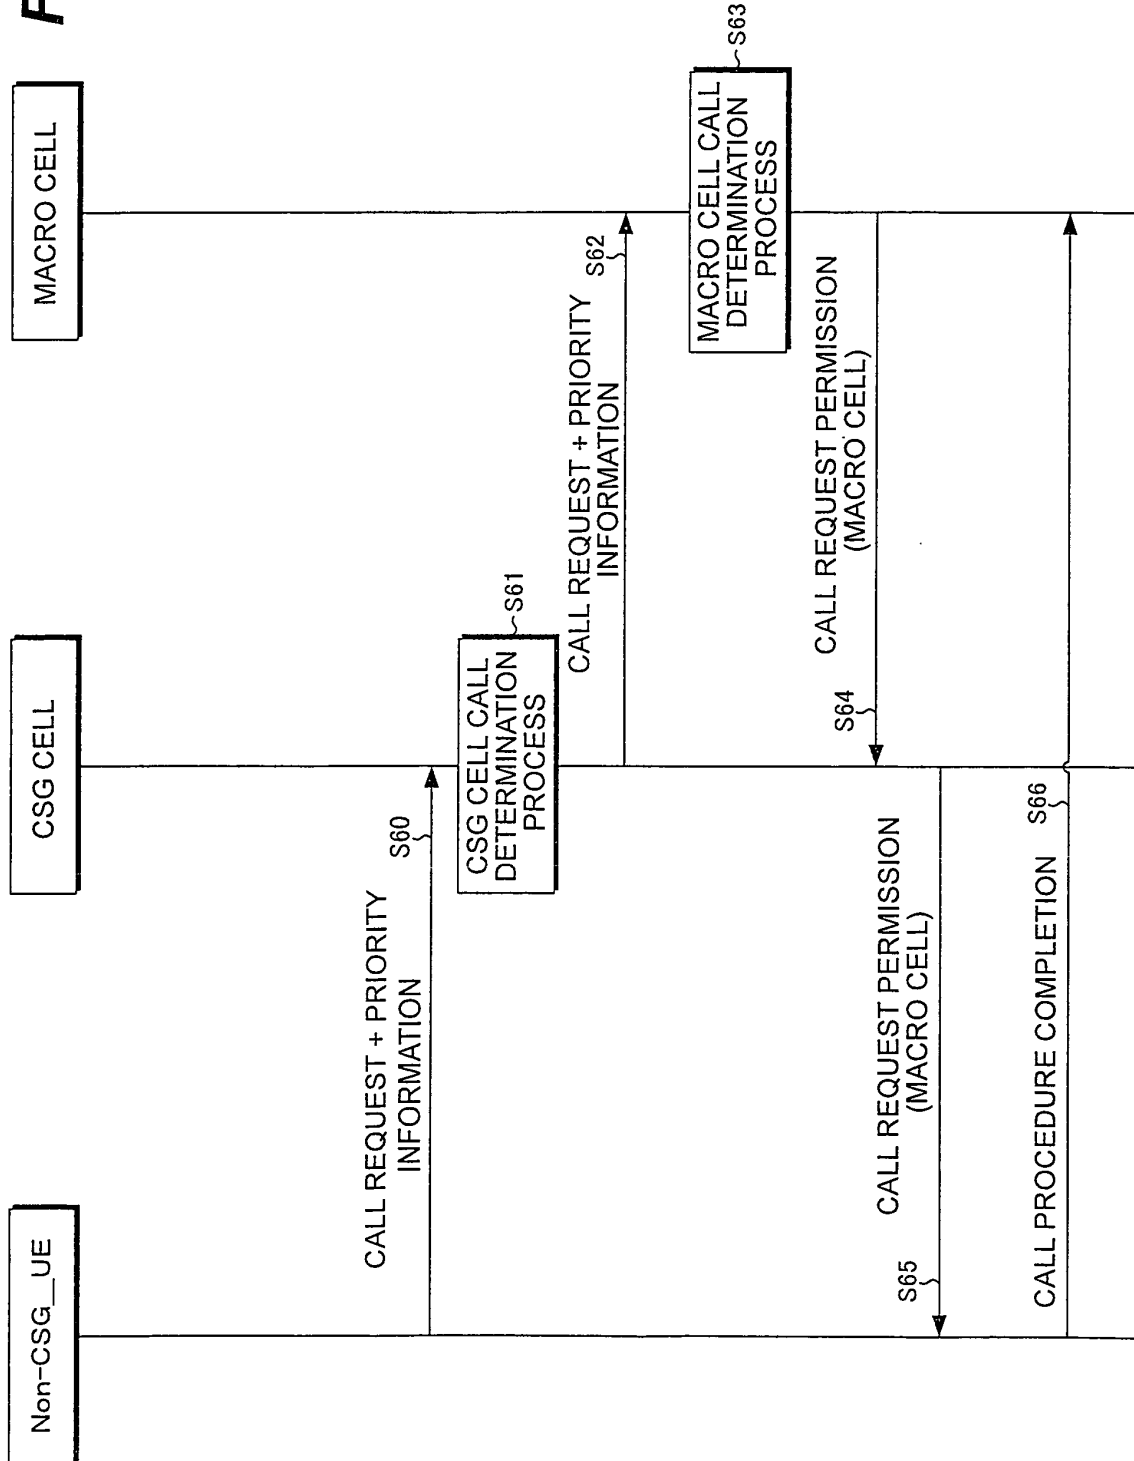 F
Non-CSG_UE
CSG CELL
MACRO CELL
CALL REQUEST + PRIORITY
INFORMATION
S60
CSG CELL CALL
DETERMINATION
PROCESS
S61
CALL REQUEST + PRIORITY
INFORMATION
S62
MACRO CELL CALL
DETERMINATION
PROCESS
S63
CALL REQUEST PERMISSION
(MACRO CELL)
S64
CALL REQUEST PERMISSION
(MACRO CELL)
S65
CALL PROCEDURE COMPLETION
S66